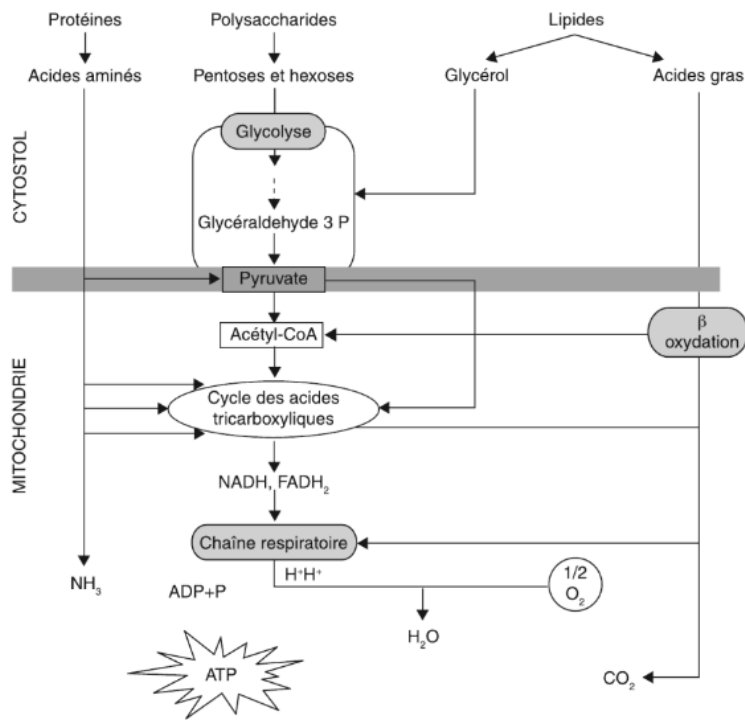 Protéines
Polysaccharides
Lipides
Acides aminés
Pentoses et hexoses
Glycérol
Acides gras
CYTOSTOL
Glycolyse
Glycéraldehyde 3 P
Pyruvate
MITOCHONDRIE
Acétyl-CoA
β
oxydation
Cycle des acides
tricarboxyliques
NADH, FADH₂
Chaîne respiratoire
NH₃
ADP+P
H⁺H⁺
1/2
O₂
H₂O
ATP
CO₂